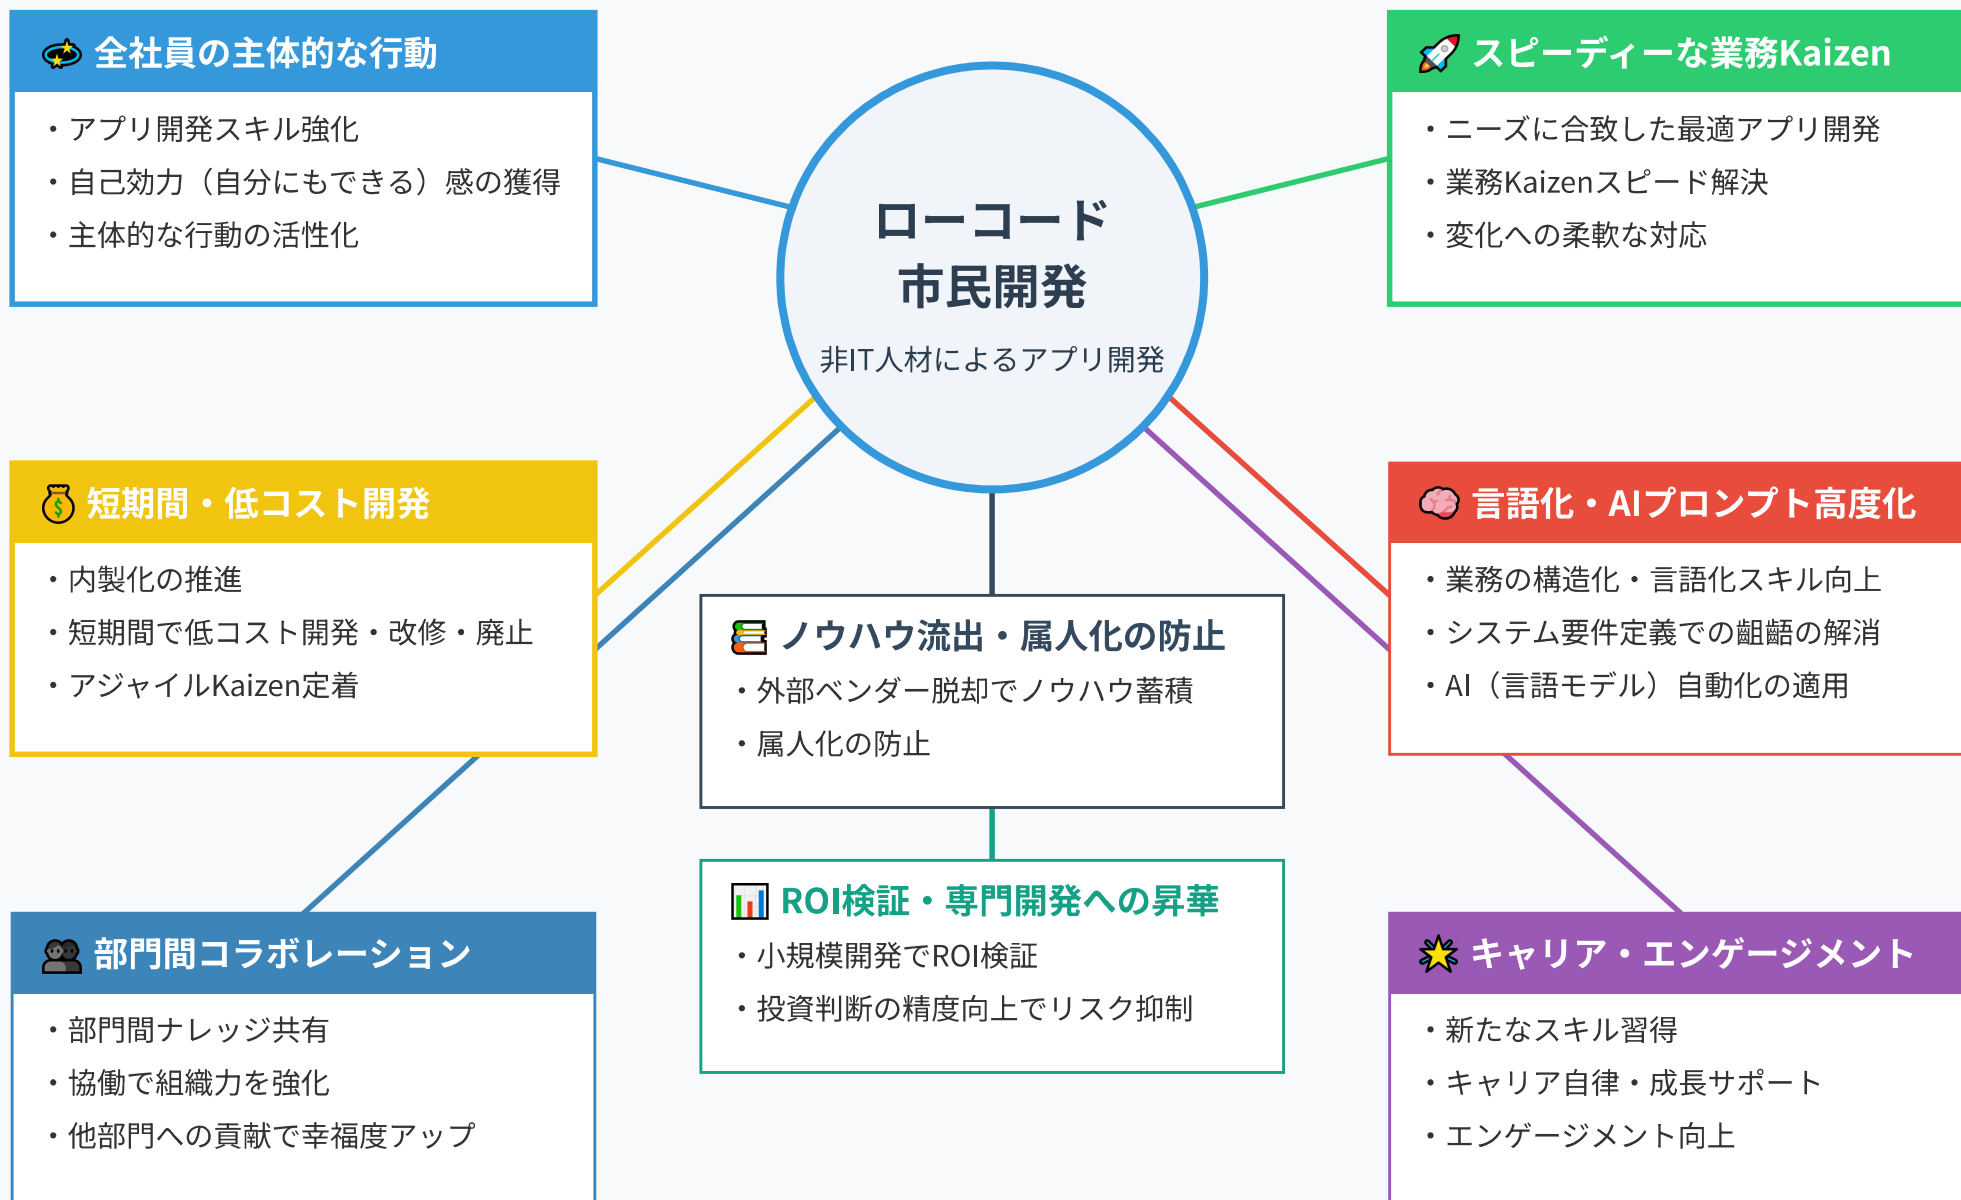 全社員の主体的な行動
・アプリ開発スキル強化
・自己効力（自分にもできる）感の獲得
・主体的な行動の活性化
ローコード
市民開発
非IT人材によるアプリ開発
スピーディーな業務Kaizen
・ニーズに合致した最適アプリ開発
・業務Kaizenスピード解決
・変化への柔軟な対応
短期間・低コスト開発
・内製化の推進
・短期間で低コスト開発・改修・廃止
・アジャイルKaizen定着
ノウハウ流出・属人化の防止
・外部ベンダー脱却でノウハウ蓄積
・属人化の防止
言語化・AIプロンプト高度化
・業務の構造化・言語化スキル向上
・システム要件定義での齟齬の解消
・AI（言語モデル）自動化の適用
ROI検証・専門開発への昇華
・小規模開発でROI検証
・投資判断の精度向上でリスク抑制
部門間コラボレーション
・部門間ナレッジ共有
・協働で組織力を強化
・他部門への貢献で幸福度アップ
キャリア・エンゲージメント
・新たなスキル習得
・キャリア自律・成長サポート
・エンゲージメント向上